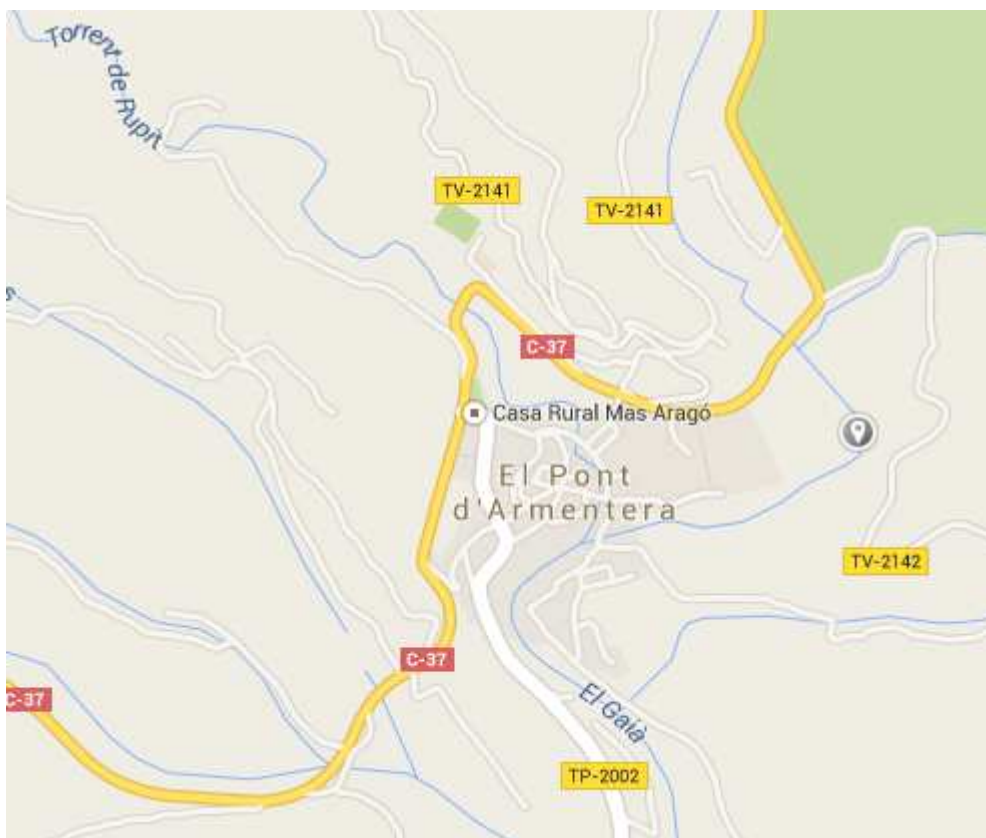 Torrent de Rupit
TV-2141
TV-2141
s
C-37
Casa Rural Mas Aragó
El Pont
d'Armentera
TV-2142
C-37
C-37
El Gaià
TP-2002